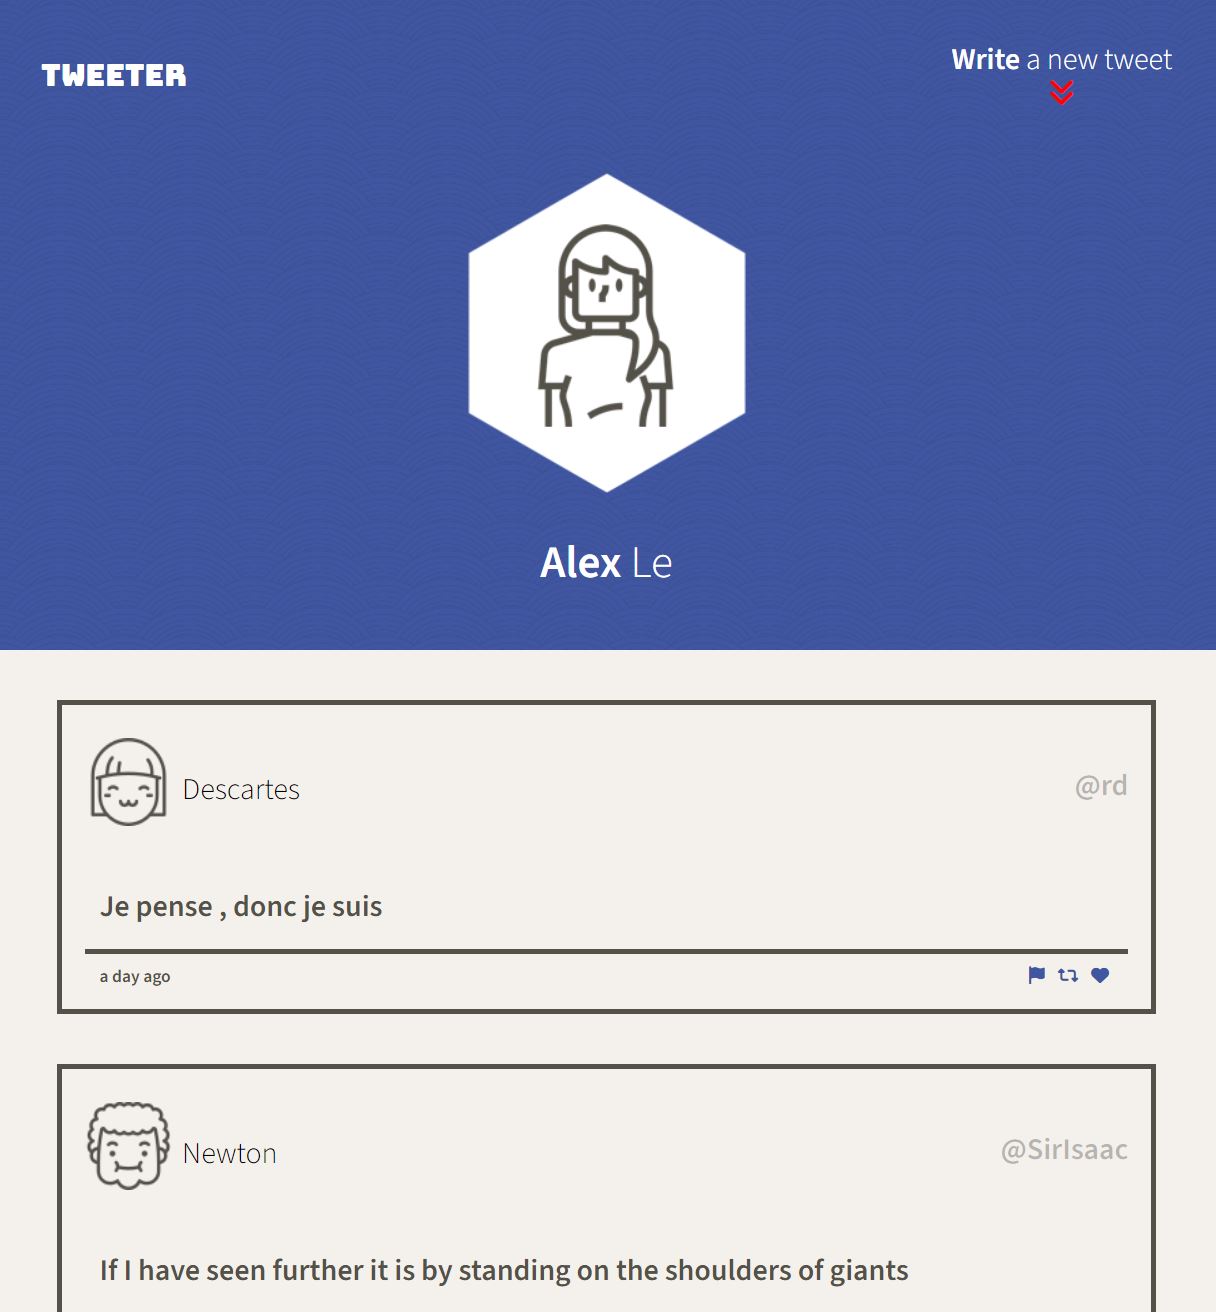 TWEETER
Write a new tweet
Alex Le
Descartes
@rd
Je pense , donc je suis
a day ago
Newton
@SirIsaac
If I have seen further it is by standing on the shoulders of giants